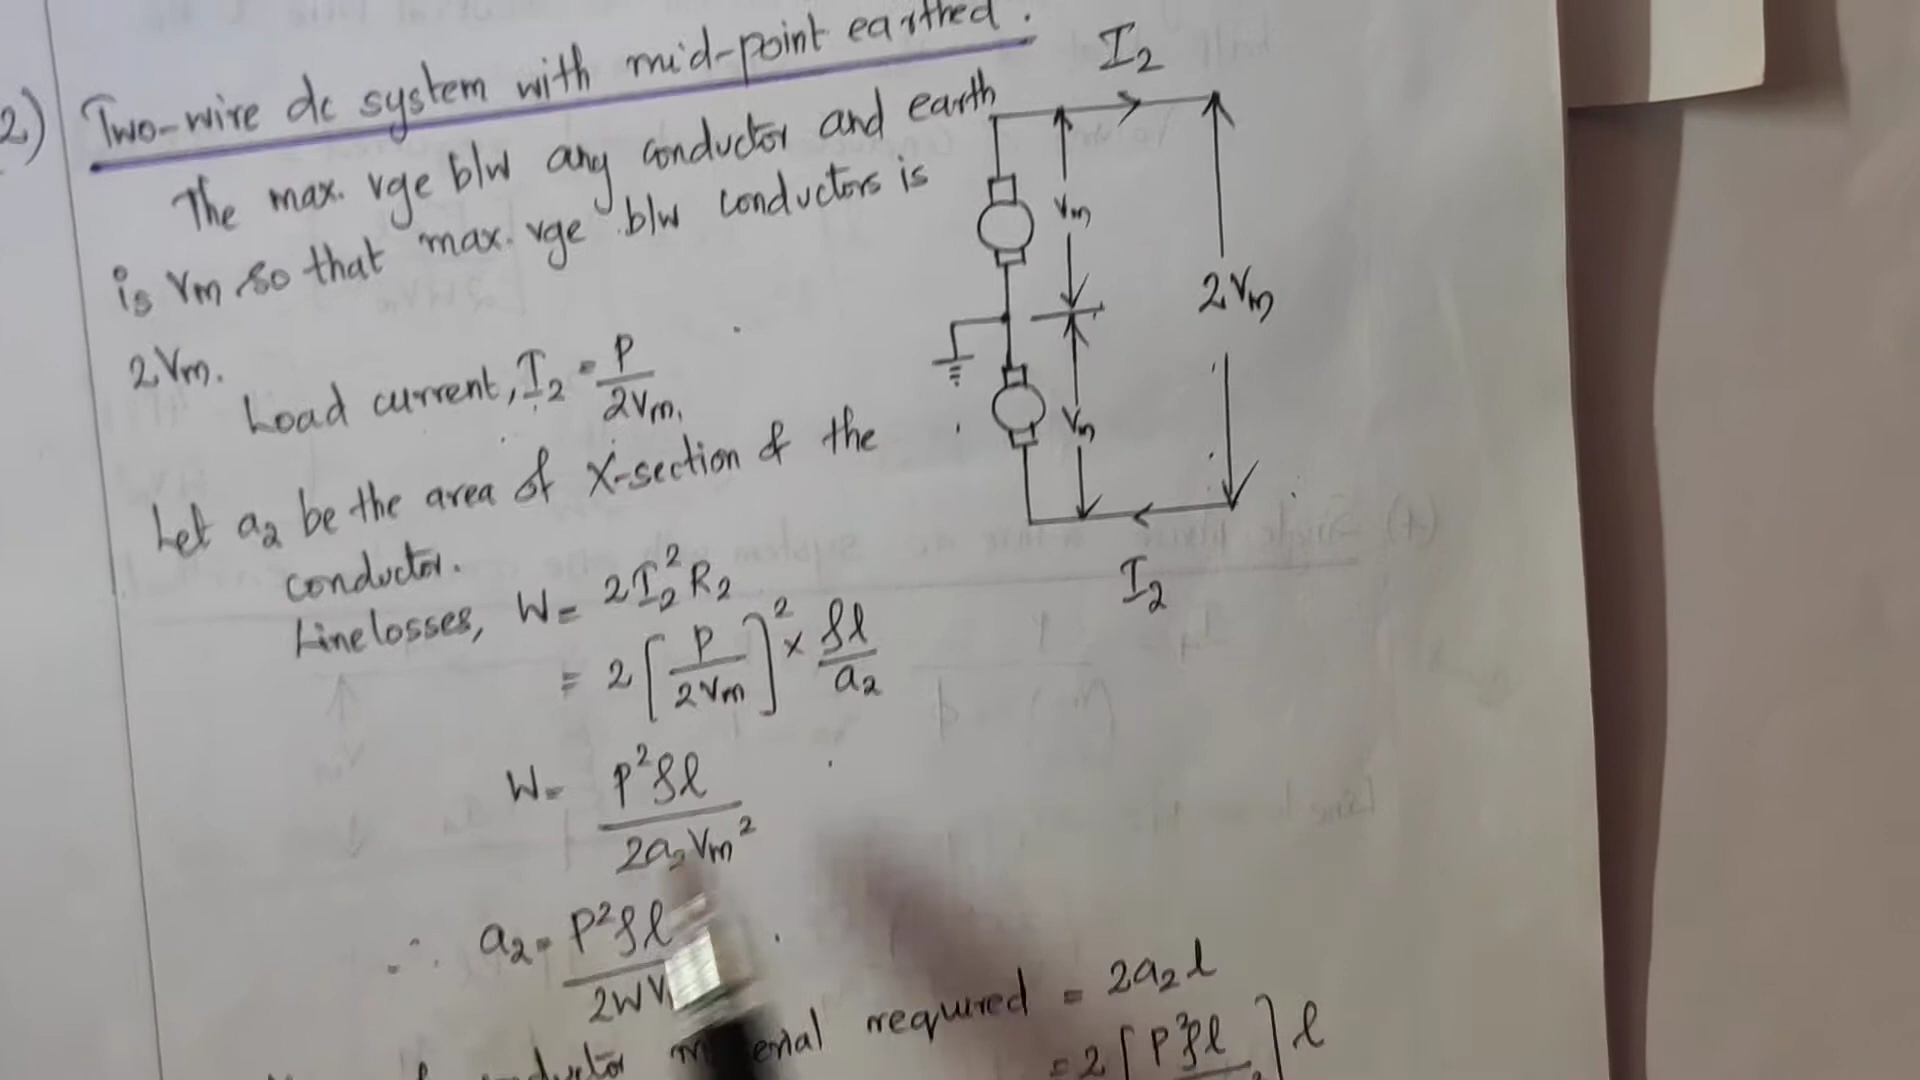 2) Two-wire dc system with mid-point earthed.
The max. vge b/w any conductor and earth
is Vm so that max. vge b/w conductors is
2Vm.
Load current, I₂ = P/2Vm.
Let a₂ be the area of X-section of the
conductor.
Line losses, W = 2I₂²R₂
= 2[P/2Vm]² × ρl/a₂
W = P²ρl/2a₂Vm²
∴ a₂ = P²ρl/2WV
required = 2a₂l
= 2[P²ρl ]l
I₂
Vm
2Vm
Vm
I₂